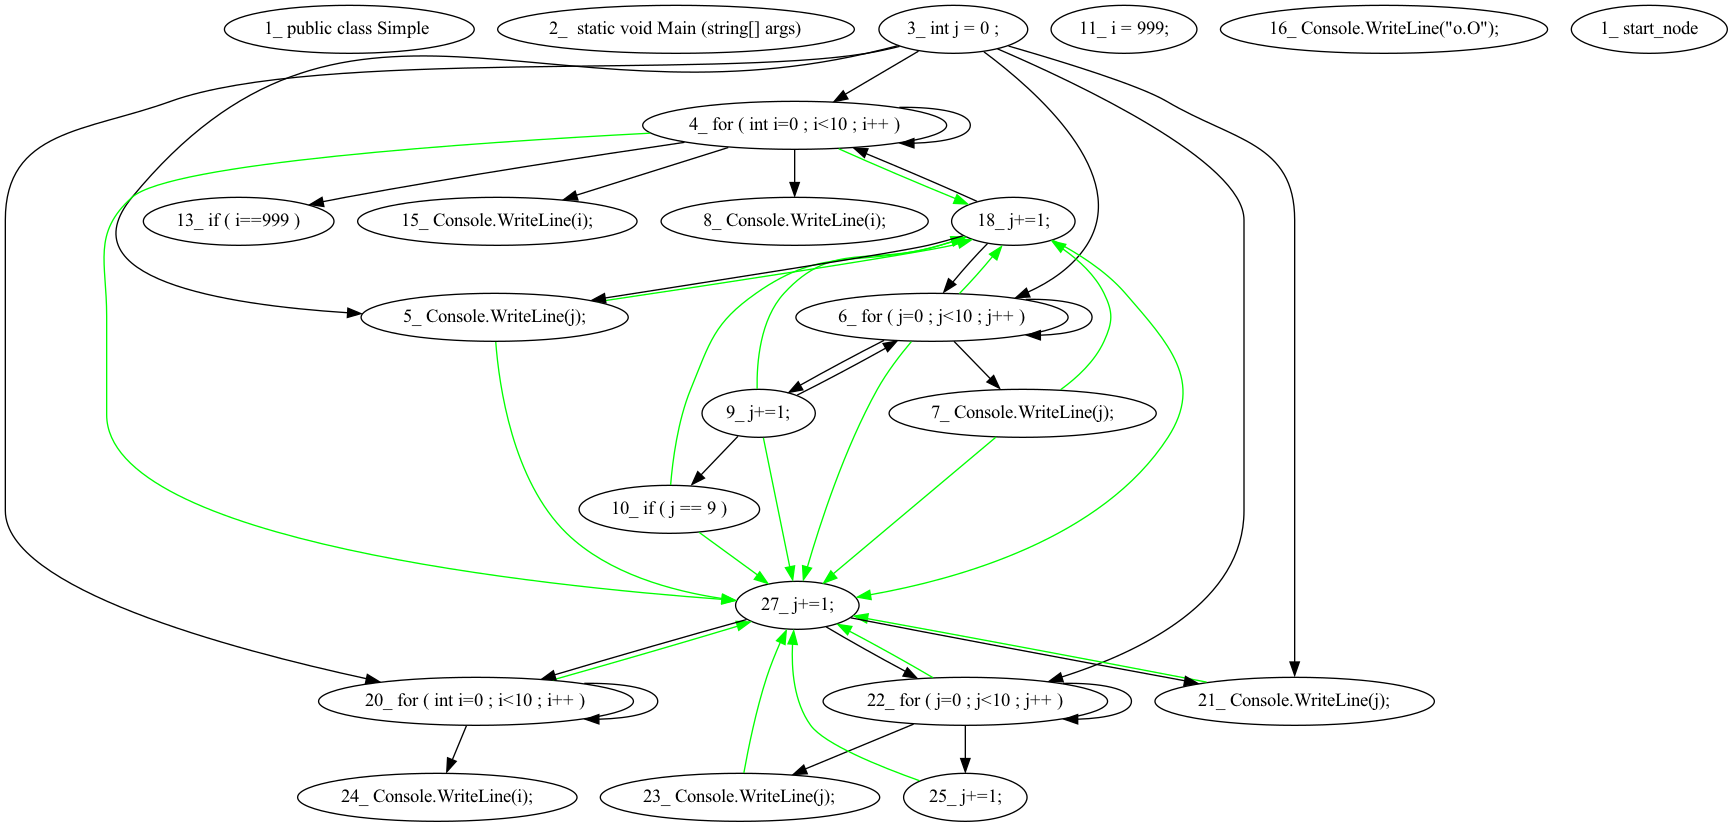 1_ public class Simple
2_ static void Main (string[] args)
3_ int j = 0 ;
11_ i = 999;
16_ Console.WriteLine("o.O");
1_ start_node
4_ for ( int i=0 ; i<10 ; i++ )
13_ if ( i==999 )
15_ Console.WriteLine(i);
8_ Console.WriteLine(i);
18_ j+=1;
5_ Console.WriteLine(j);
6_ for ( j=0 ; j<10 ; j++ )
9_ j+=1;
7_ Console.WriteLine(j);
10_ if ( j == 9 )
27_ j+=1;
20_ for ( int i=0 ; i<10 ; i++ )
22_ for ( j=0 ; j<10 ; j++ )
21_ Console.WriteLine(j);
24_ Console.WriteLine(i);
23_ Console.WriteLine(j);
25_ j+=1;